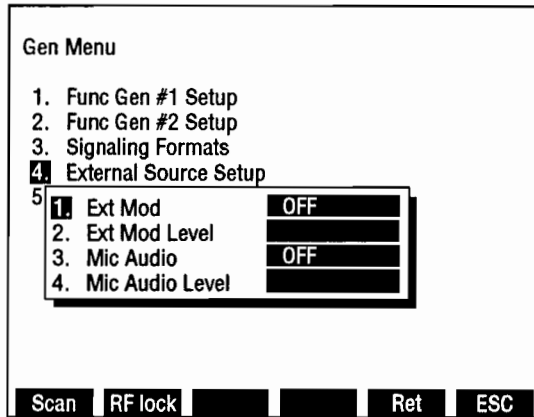 Gen Menu
1. Func Gen #1 Setup
2. Func Gen #2 Setup
3. Signaling Formats
4. External Source Setup
5
1. Ext Mod OFF
2. Ext Mod Level
3. Mic Audio OFF
4. Mic Audio Level
Scan RF lock Ret ESC